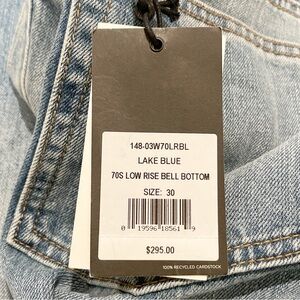 148-03W70LRBL
LAKE BLUE
70S LOW RISE BELL BOTTOM
SIZE: 30
0 19596 18561 9
$295.00
100% RECYCLED CARDSTOCK